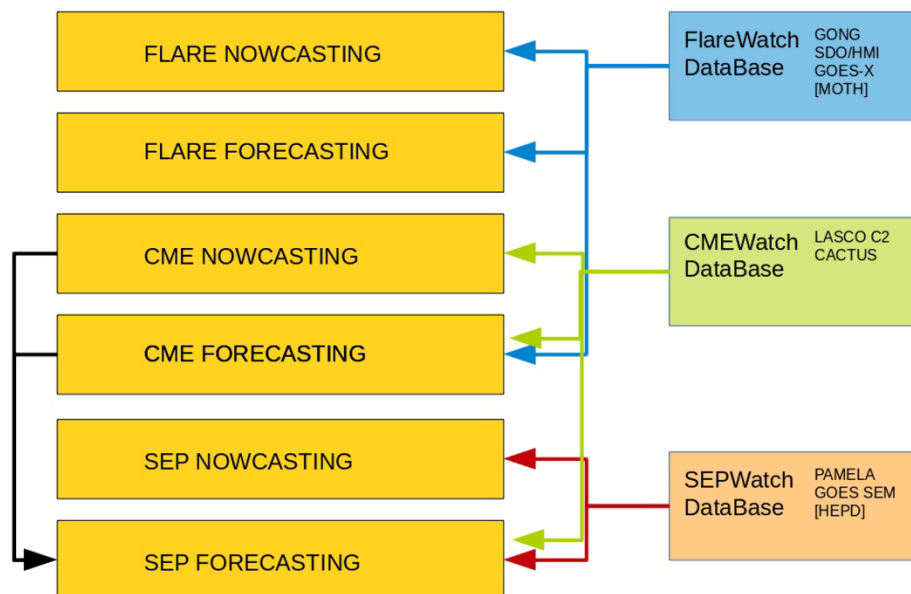 FLARE NOWCASTING
FLARE FORECASTING
CME NOWCASTING
CME FORECASTING
SEP NOWCASTING
SEP FORECASTING
FlareWatch
DataBase
GONG
SDO/HMI
GOES-X
[MOTH]
CMEWatch
DataBase
LASCO C2
CACTUS
SEPWatch
DataBase
PAMELA
GOES SEM
[HEPD]